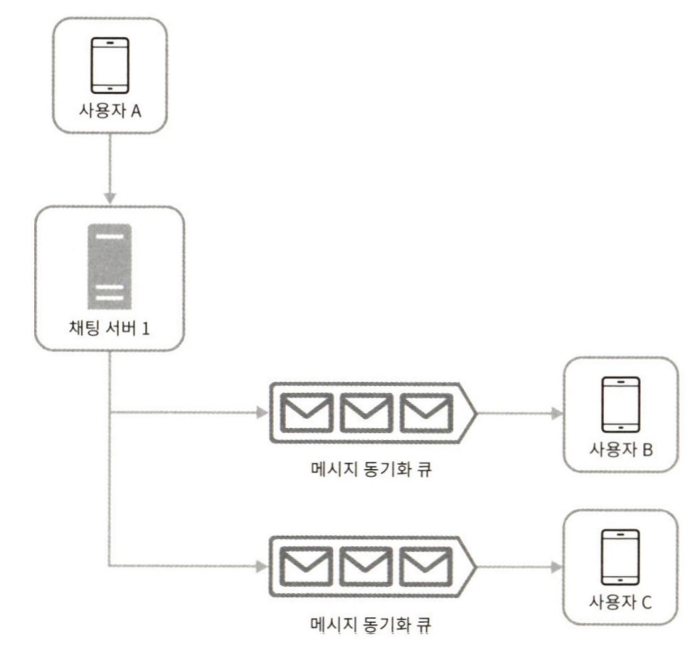 사용자 A
채팅 서버 1
메시지 동기화 큐
사용자 B
메시지 동기화 큐
사용자 C